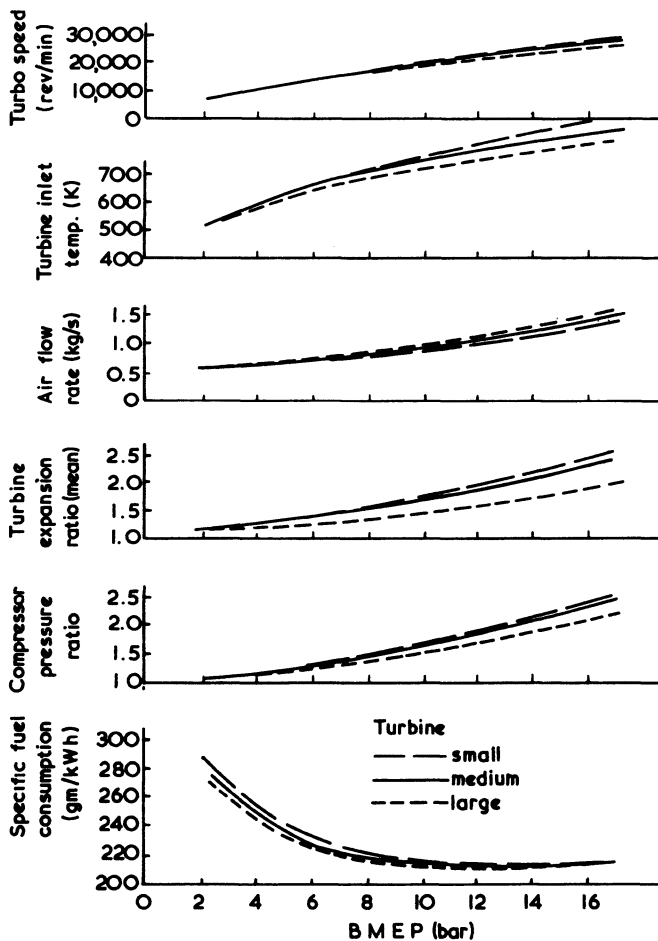 Turbo speed
(rev/min)
30,000
20,000
10,000
0
Turbine inlet
temp. (K)
700
600
500
400
Air flow
rate (kg/s)
1.5
1.0
0.5
0
Turbine
expansion
ratio (mean)
2.5
2.0
1.5
1.0
Compressor
pressure
ratio
2.5
2.0
1.5
1.0
Specific fuel
consumption
(gm/kWh)
300
280
260
240
220
200
Turbine
small
medium
large
0 2 4 6 8 10 12 14 16
BMEP (bar)